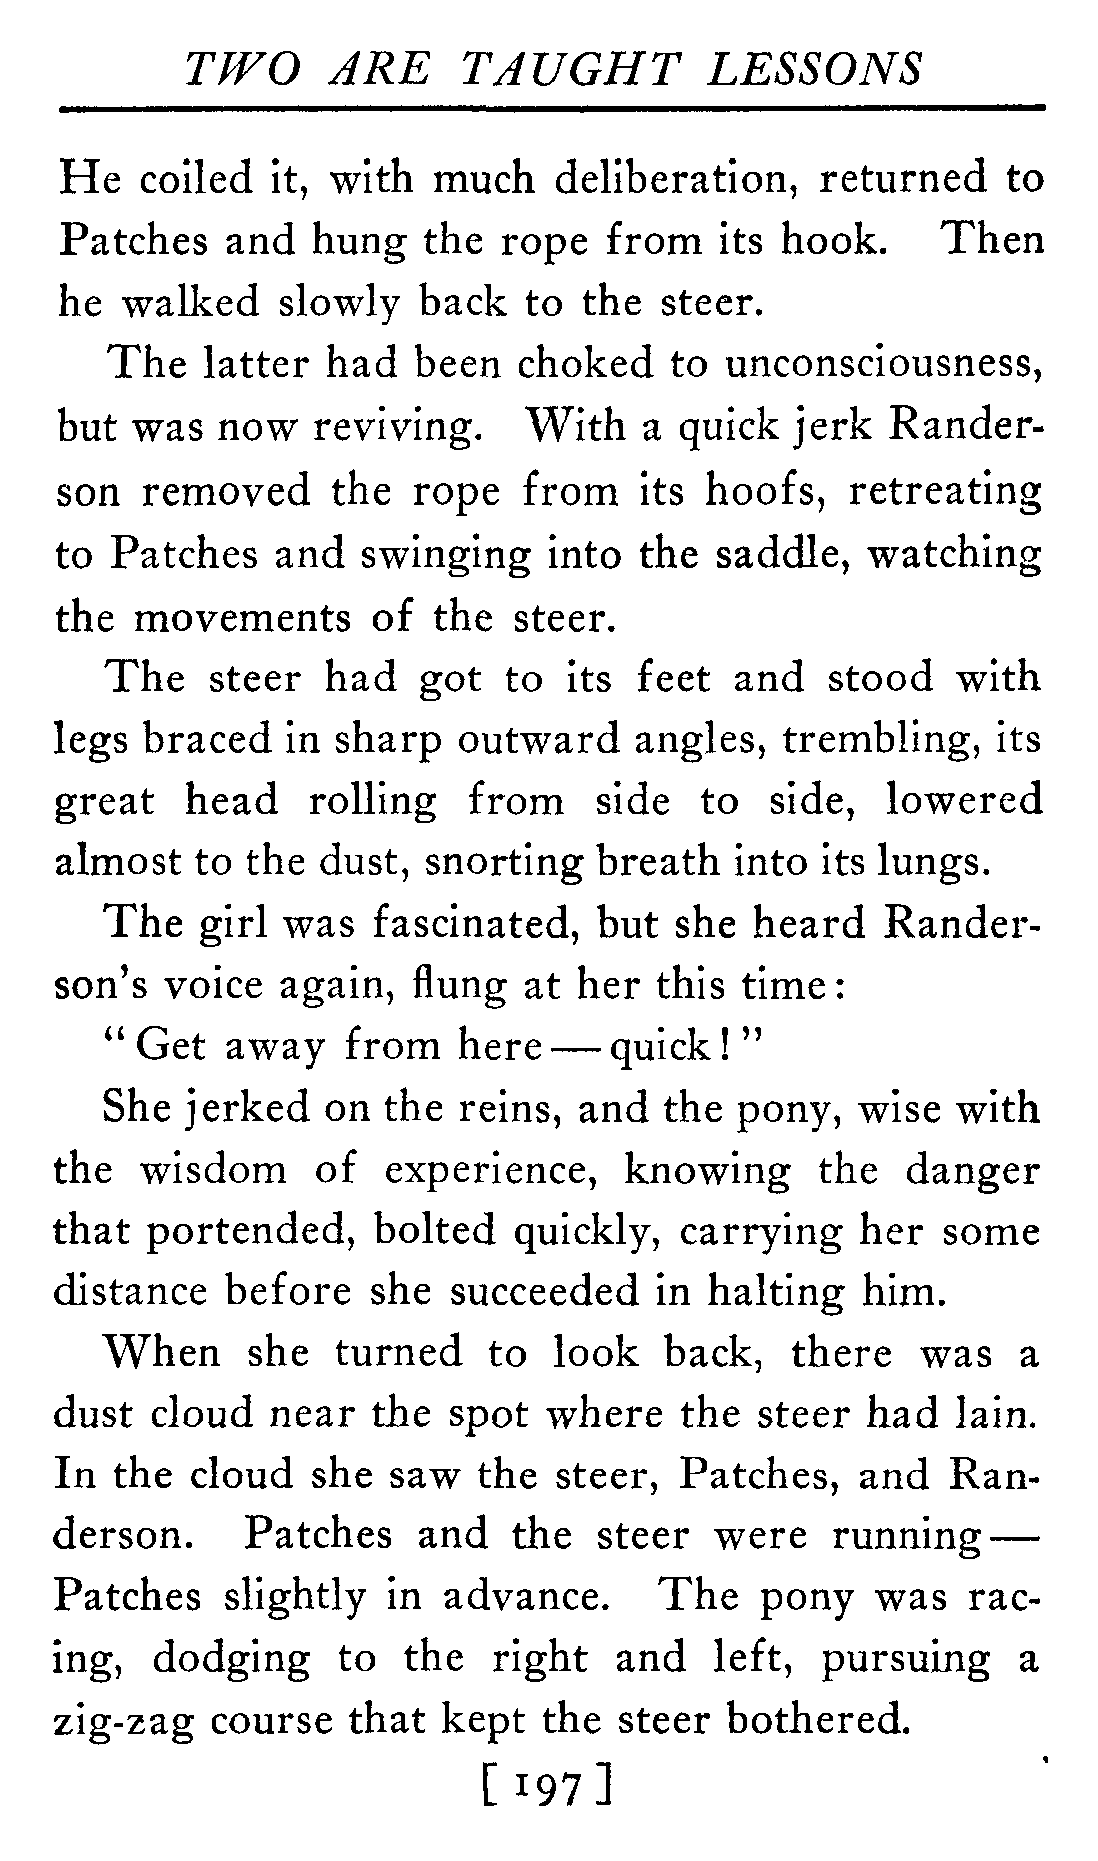 TWO ARE TAUGHT LESSONS
He coiled it, with much deliberation, returned to
Patches and hung the rope from its hook. Then
he walked slowly back to the steer.
The latter had been choked to unconsciousness,
but was now reviving. With a quick jerk Rander-
son removed the rope from its hoofs, retreating
to Patches and swinging into the saddle, watching
the movements of the steer.
The steer had got to its feet and stood with
legs braced in sharp outward angles, trembling, its
great head rolling from side to side, lowered
almost to the dust, snorting breath into its lungs.
The girl was fascinated, but she heard Rander-
son's voice again, flung at her this time:
"Get away from here—quick!"
She jerked on the reins, and the pony, wise with
the wisdom of experience, knowing the danger
that portended, bolted quickly, carrying her some
distance before she succeeded in halting him.
When she turned to look back, there was a
dust cloud near the spot where the steer had lain.
In the cloud she saw the steer, Patches, and Ran-
derson. Patches and the steer were running—
Patches slightly in advance. The pony was rac-
ing, dodging to the right and left, pursuing a
zig-zag course that kept the steer bothered.
[197]